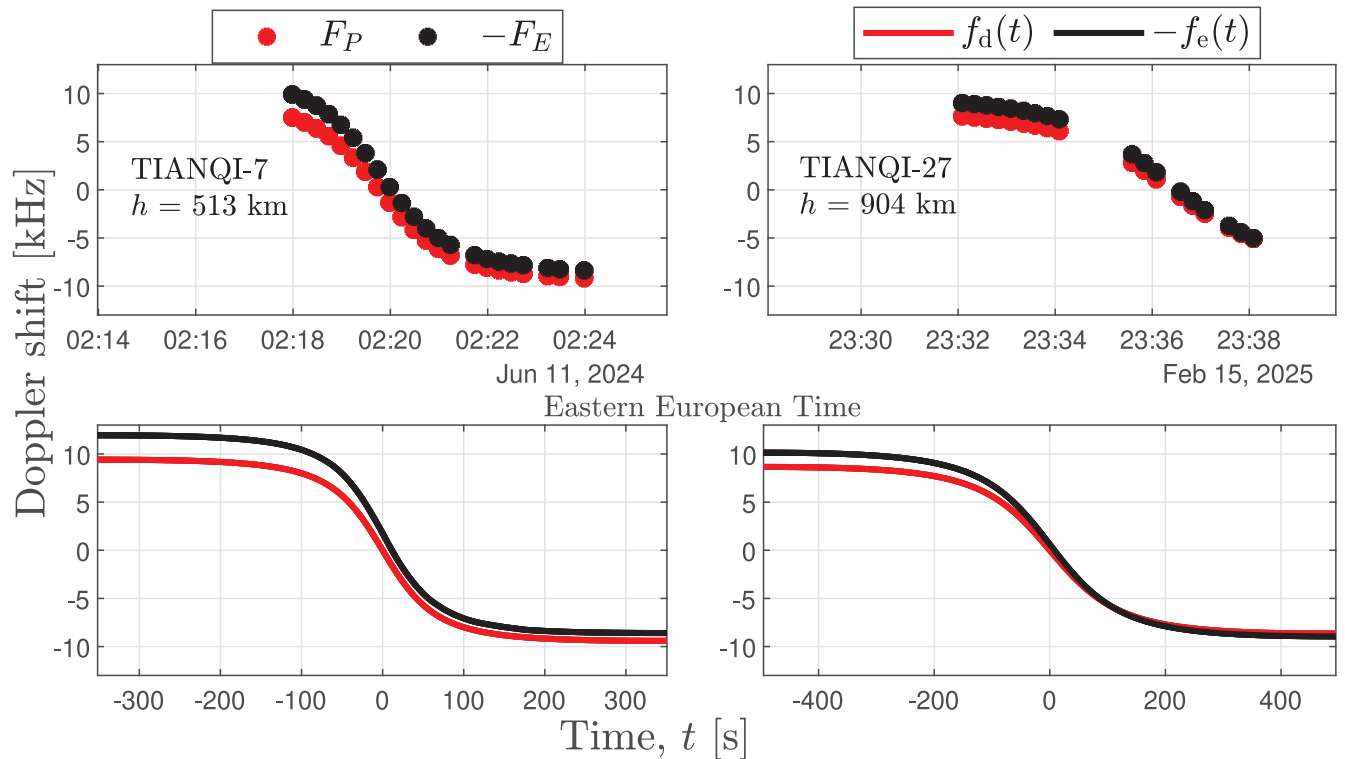 F_P −F_E
f_d(t) −f_e(t)
Doppler shift [kHz]
10
5
0
-5
-10
TIANQI-7
h = 513 km
02:14 02:16 02:18 02:20 02:22 02:24
Jun 11, 2024
10
5
0
-5
-10
TIANQI-27
h = 904 km
23:30 23:32 23:34 23:36 23:38
Feb 15, 2025
Eastern European Time
10
5
0
-5
-10
-300 -200 -100 0 100 200 300
10
5
0
-5
-10
-400 -200 0 200 400
Time, t [s]